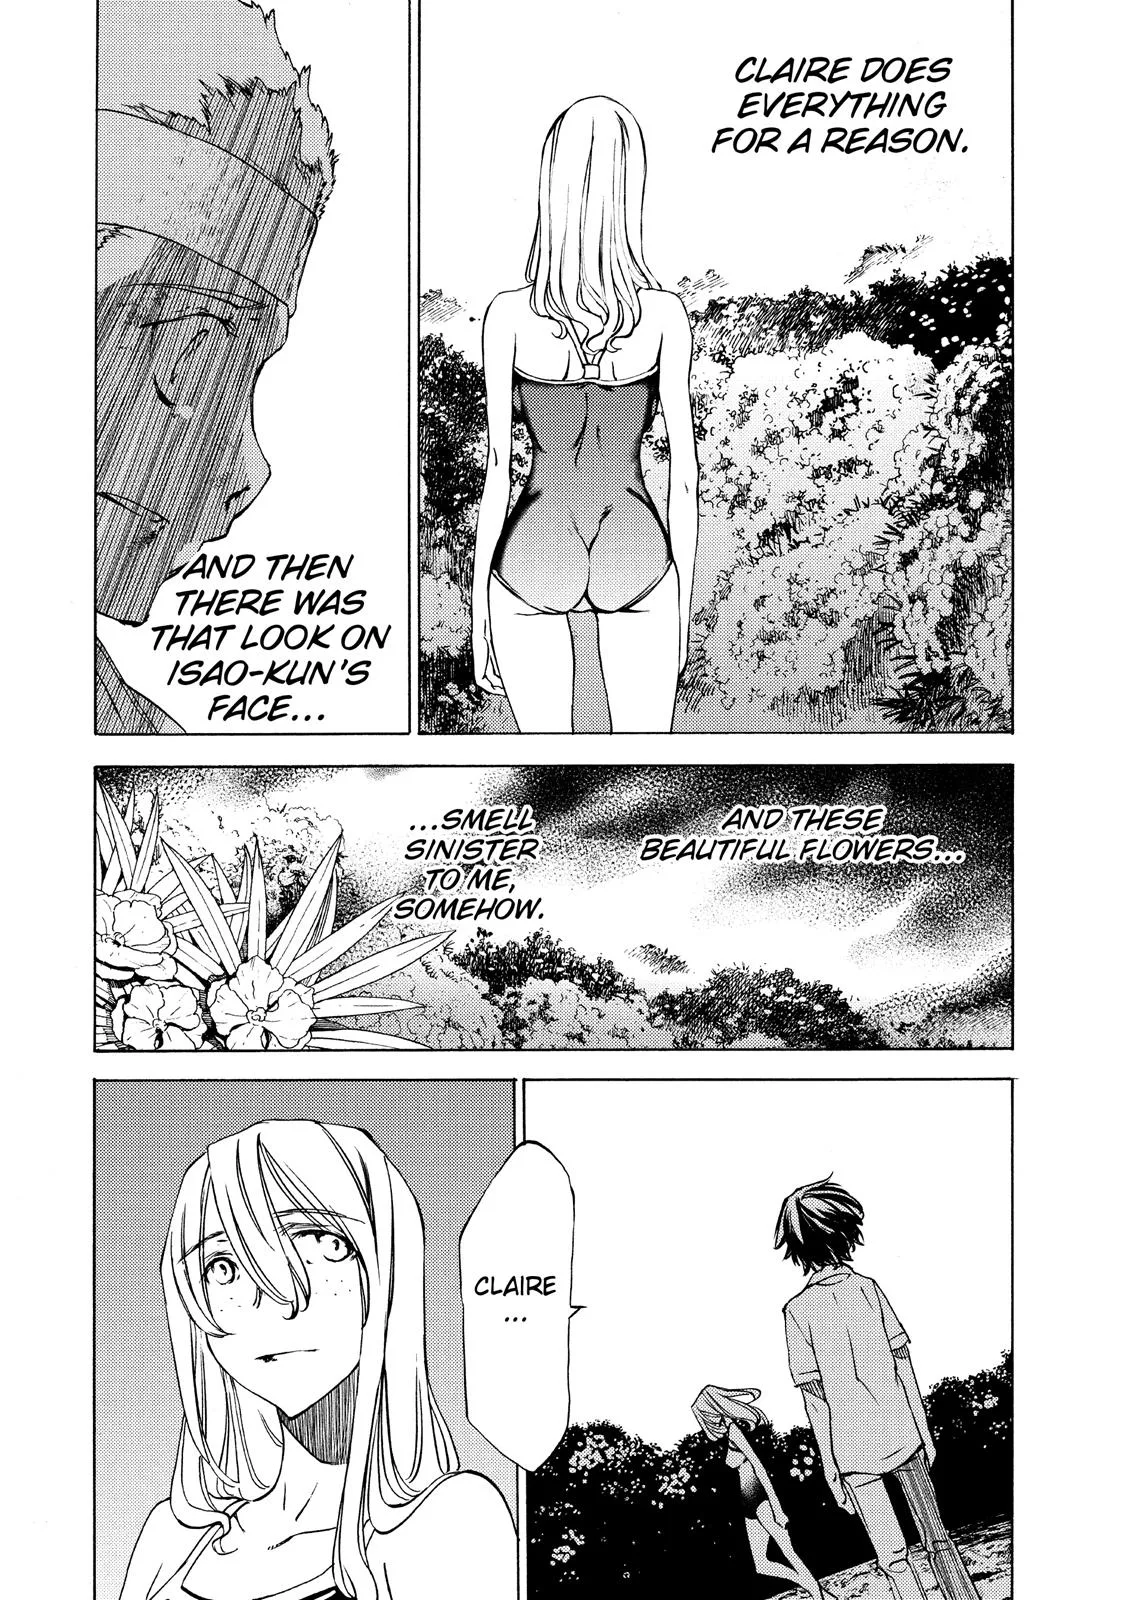 CLAIRE DOES
EVERYTHING
FOR A REASON.
AND THEN
THERE WAS
THAT LOOK ON
ISAO-KUN'S
FACE...
AND THESE
BEAUTIFUL FLOWERS...
...SMELL
SINISTER
TO ME,
SOMEHOW.
CLAIRE
...